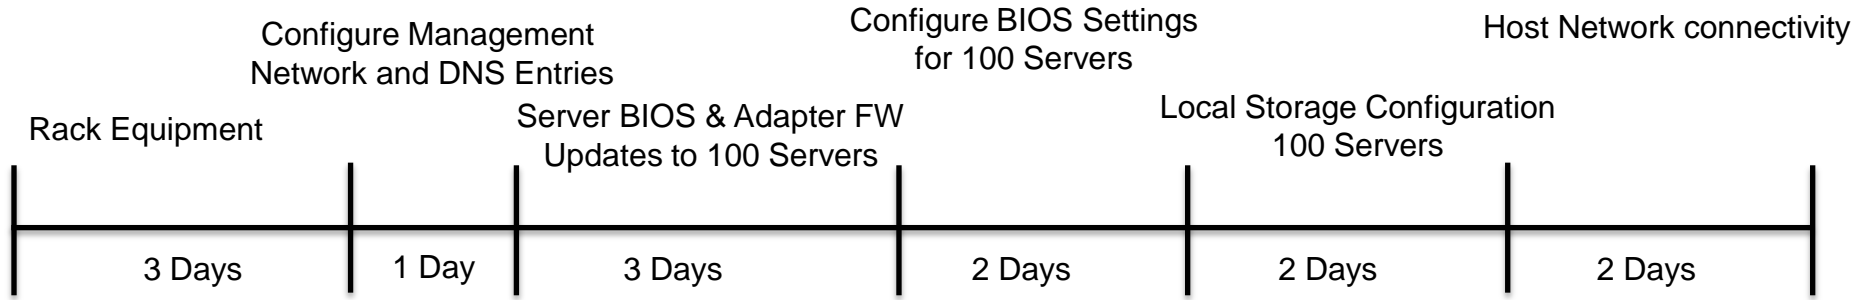 Configure Management
Network and DNS Entries
Configure BIOS Settings
for 100 Servers
Host Network connectivity
Rack Equipment
Server BIOS & Adapter FW
Updates to 100 Servers
Local Storage Configuration
100 Servers
3 Days
1 Day
3 Days
2 Days
2 Days
2 Days